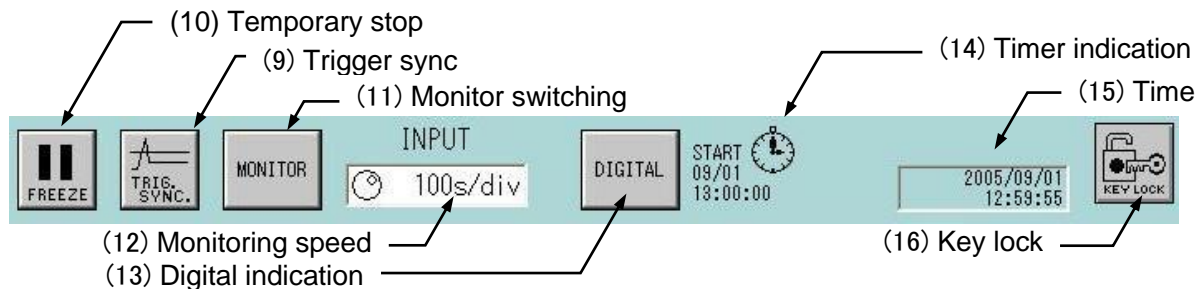 (10) Temporary stop
(9) Trigger sync
(11) Monitor switching
(14) Timer indication
(15) Time
FREEZE
TRIG.
SYNC.
MONITOR
INPUT
100s/div
DIGITAL
START
09/01
13:00:00
2005/09/01
12:59:55
KEY LOCK
(12) Monitoring speed
(13) Digital indication
(16) Key lock